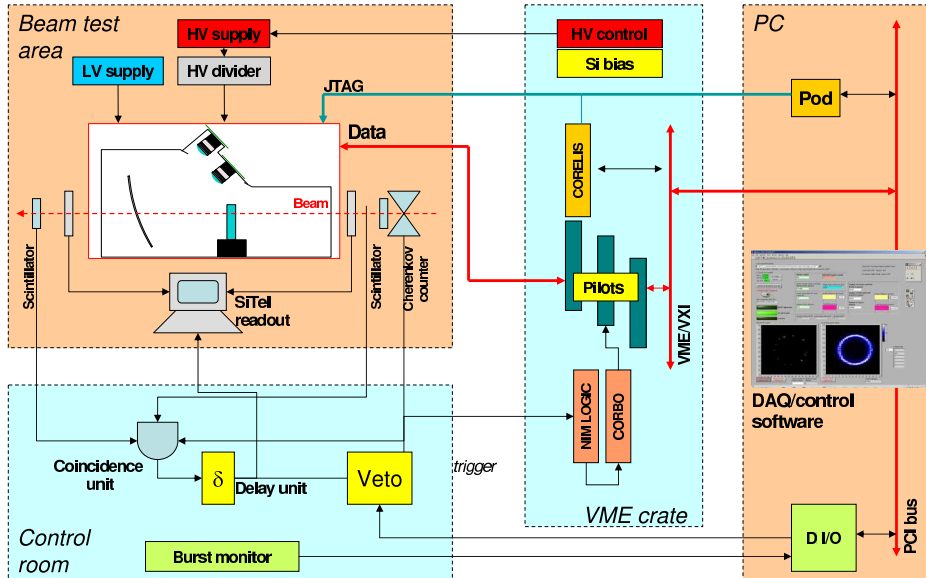 Beam test
area
HV supply
HV control
PC
LV supply
HV divider
Si bias
JTAG
Pod
Data
CORELIS
Beam
Scintillator
Scintillator
Cherenkov
counter
SiTel
readout
Pilots
VME/VXI
DAQ/control
software
NIM LOGIC
CORBO
Coincidence
unit
δ
Delay unit
Veto
trigger
VME crate
D I/O
PCI bus
Control
room
Burst monitor